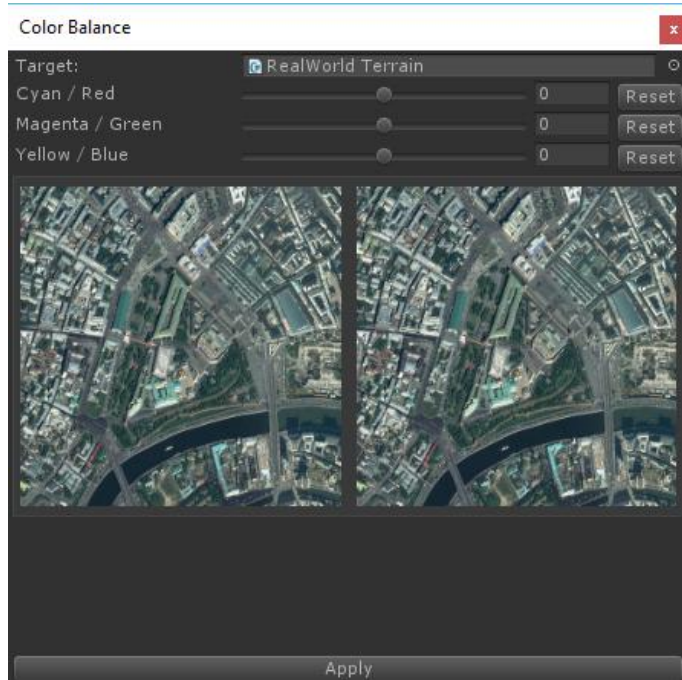 Color Balance x
Target: RealWorld Terrain
Cyan / Red 0 Reset
Magenta / Green 0 Reset
Yellow / Blue 0 Reset
Apply